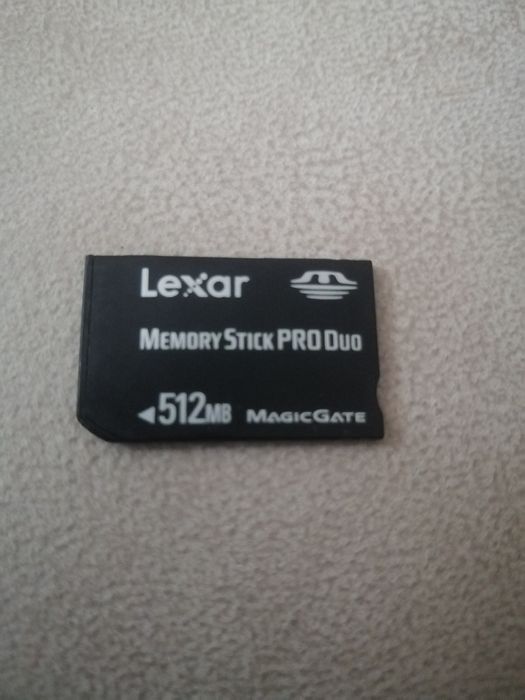 Lexar
MEMORY STICK PRO DUO
512MB MAGICGATE